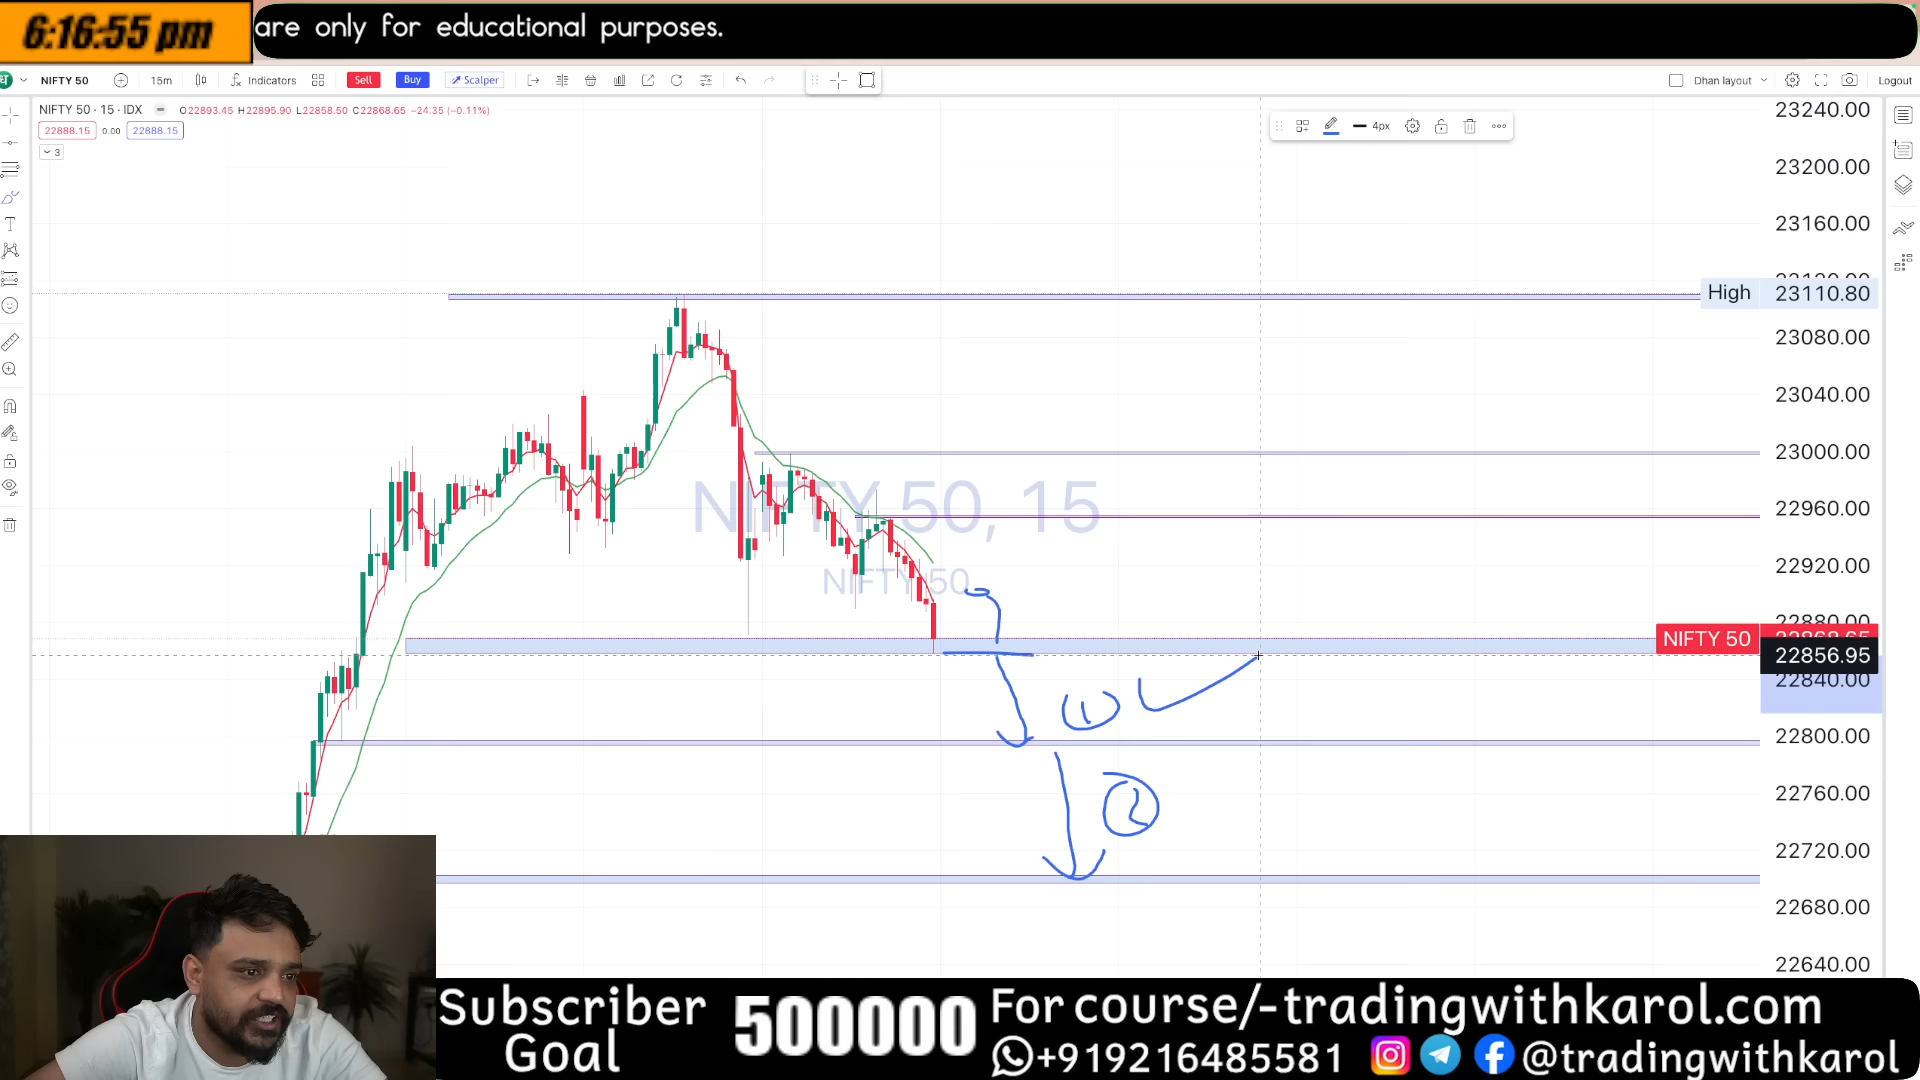 6:16:55 pm
are only for educational purposes.
NIFTY 50
15m
Indicators
Sell
Buy
Scalper
Dhan layout
Logout
NIFTY 50 · 15 · IDX
O22893.45 H22895.90 L22858.50 C22868.65 −24.35 (−0.11%)
22888.15
0.00
22888.15
3
4px
23240.00
23200.00
23160.00
High
23110.80
23080.00
23040.00
23000.00
22960.00
22920.00
NIFTY 50
22856.95
22840.00
22800.00
22760.00
22720.00
22680.00
22640.00
NIFTY 50, 15
NIFTY 50
1
2
Subscriber
Goal
500000
For course/-tradingwithkarol.com
+919216485581
@tradingwithkarol